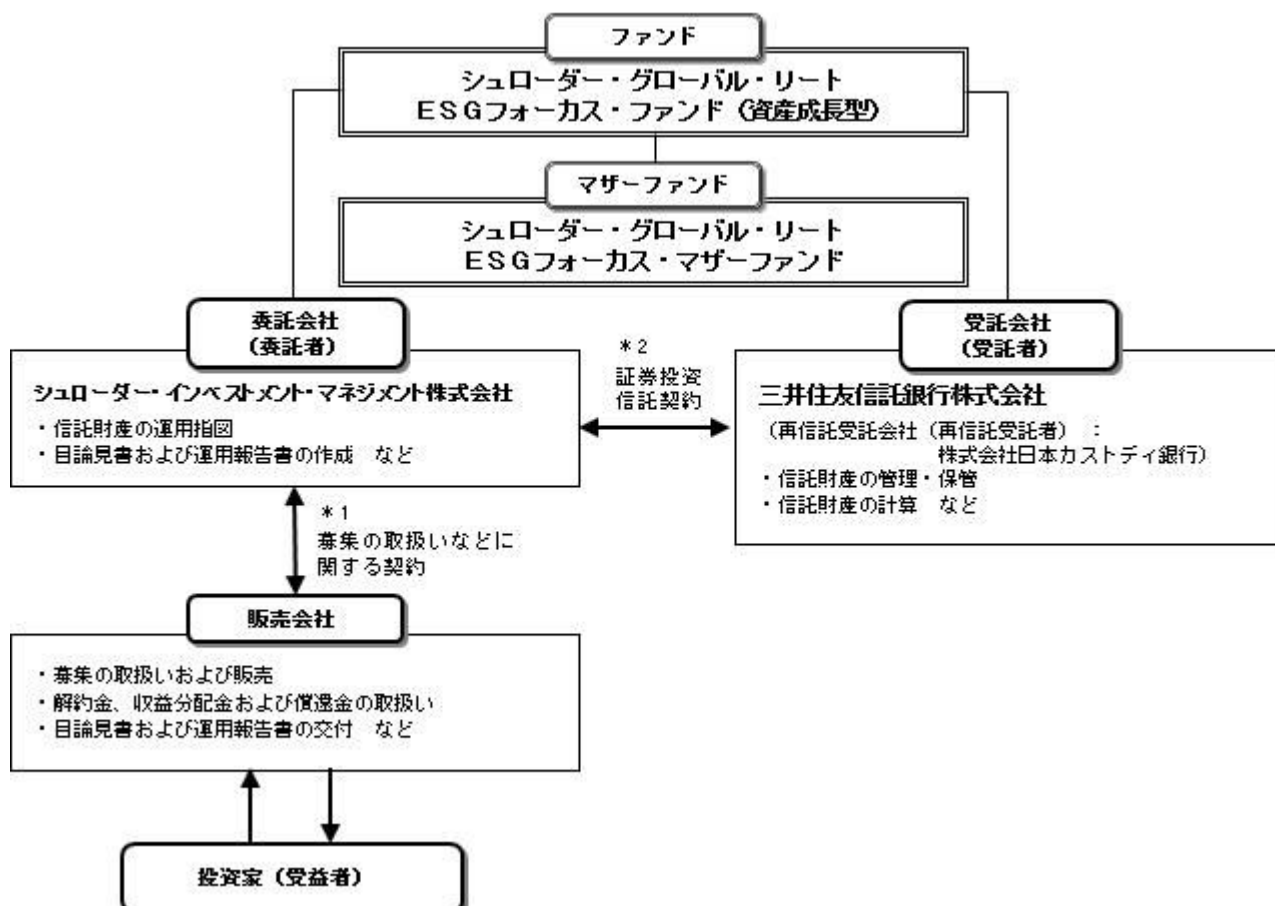 ファンド
シュローダー・グローバル・リート
ESGフォーカス・ファンド(資産成長型)
マザーファンド
シュローダー・グローバル・リート
ESGフォーカス・マザーファンド
委託会社
(委託者)
シュローダー・インベストメント・マネジメント株式会社
・信託財産の運用指図
・目論見書および運用報告書の作成 など
*2
証券投資
信託契約
受託会社
(受託者)
三井住友信託銀行株式会社
(再信託受託会社(再信託受託者):
株式会社日本カストディ銀行)
・信託財産の管理・保管
・信託財産の計算 など
*1
募集の取扱いなどに
関する契約
販売会社
・募集の取扱いおよび販売
・解約金、収益分配金および償還金の取扱い
・目論見書および運用報告書の交付 など
投資家(受益者)